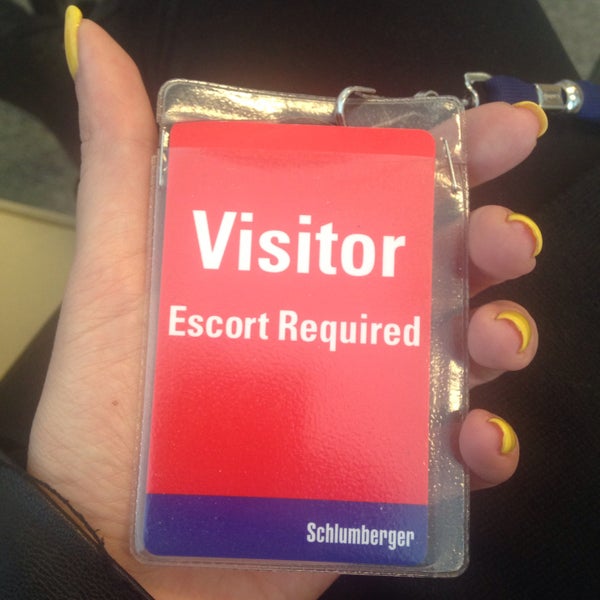 Visitor
Escort Required
Schlumberger